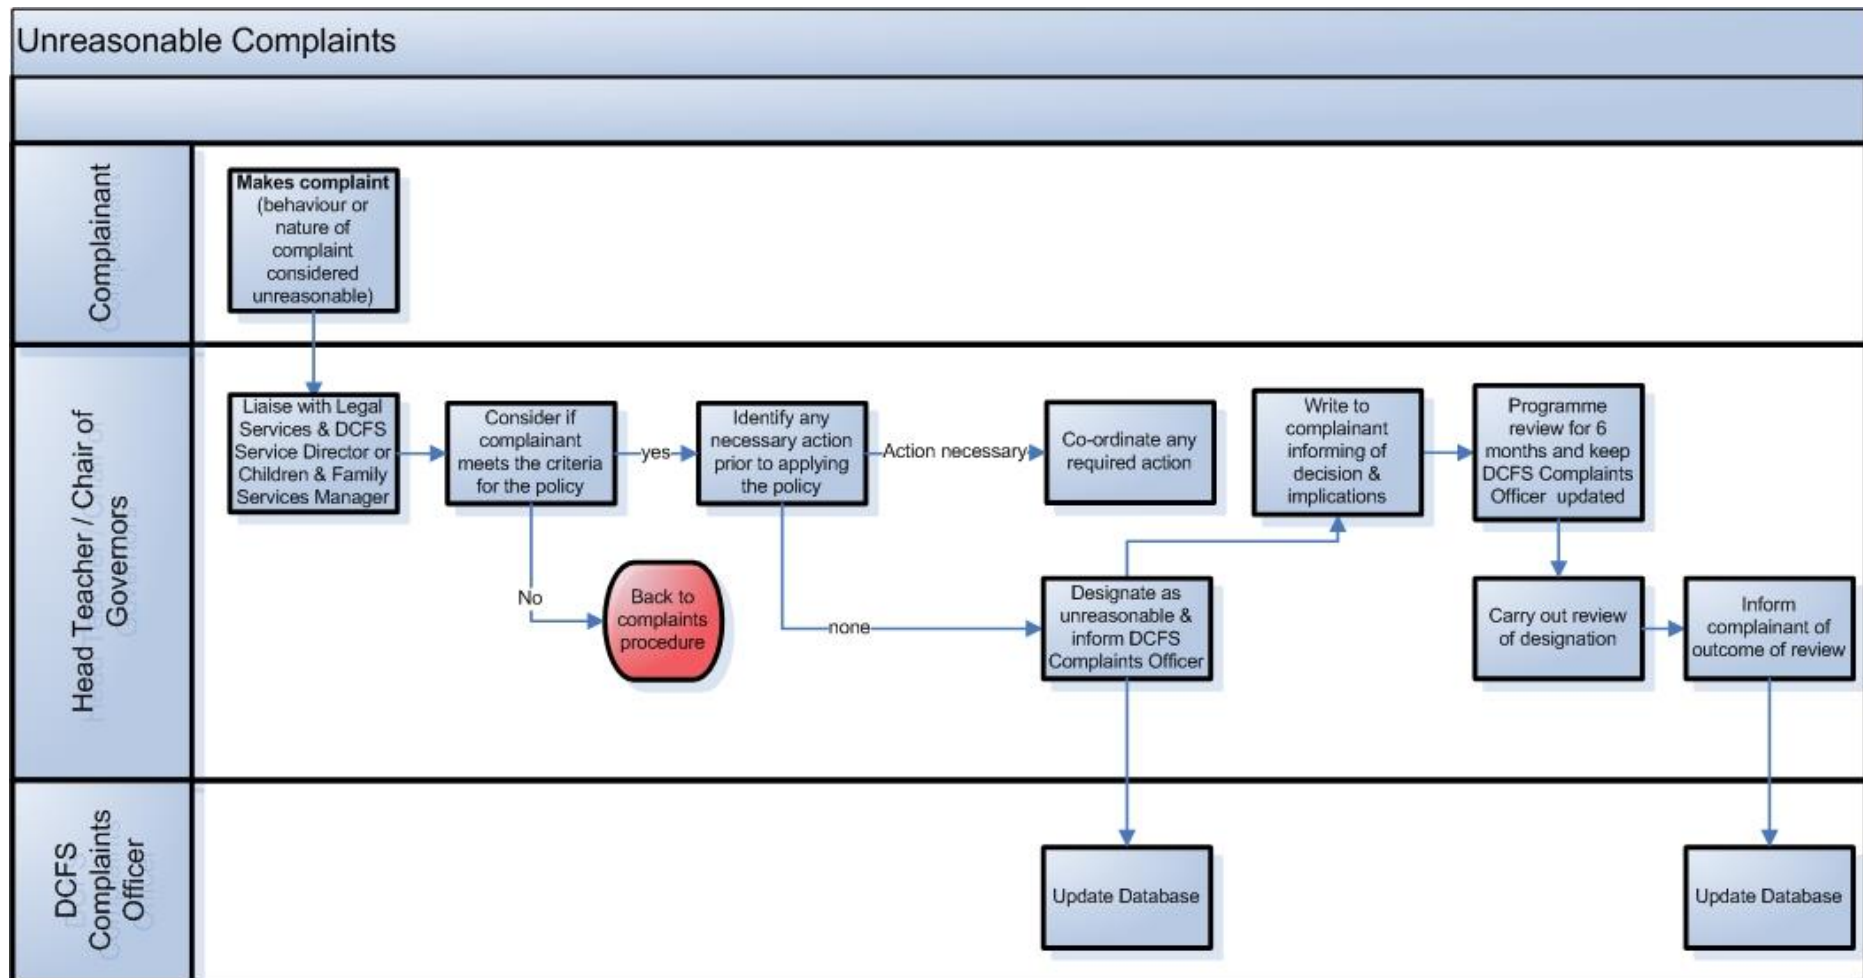 Unreasonable Complaints
Complainant
Makes complaint
(behaviour or
nature of
complaint
considered
unreasonable)
Head Teacher / Chair of
Governors
Liaise with Legal
Services & DCFS
Service Director or
Children & Family
Services Manager
Consider if
complainant
meets the criteria
for the policy
yes
Identify any
necessary action
prior to applying
the policy
Action necessary
Co-ordinate any
required action
Write to
complainant
informing of
decision &
implications
Programme
review for 6
months and keep
DCFS Complaints
Officer updated
No
Back to
complaints
procedure
none
Designate as
unreasonable &
inform DCFS
Complaints Officer
Carry out review
of designation
Inform
complainant of
outcome of review
DCFS
Complaints
Officer
Update Database
Update Database